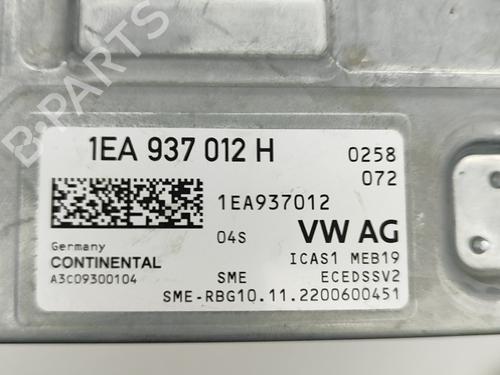 B-PARTS
1EA 937 012 H
0258
072
1EA937012
04S
VW AG
Germany
CONTINENTAL
A3C09300104
ICAS1 MEB19
SME ECEDSSV2
SME-RBG10.11.2200600451